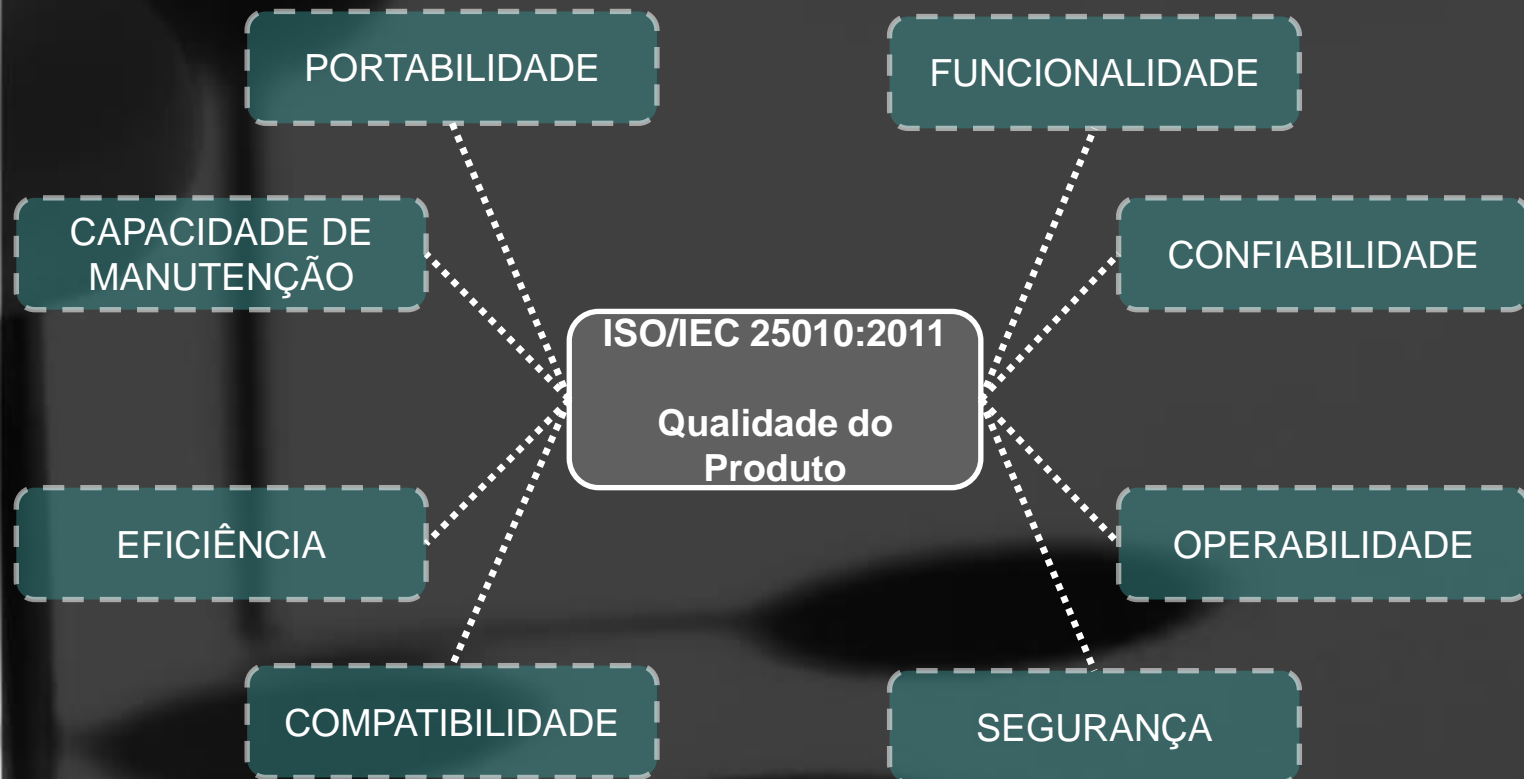 PORTABILIDADE
FUNCIONALIDADE
CAPACIDADE DE
MANUTENÇÃO
CONFIABILIDADE
ISO/IEC 25010:2011
Qualidade do
Produto
EFICIÊNCIA
OPERABILIDADE
COMPATIBILIDADE
SEGURANÇA